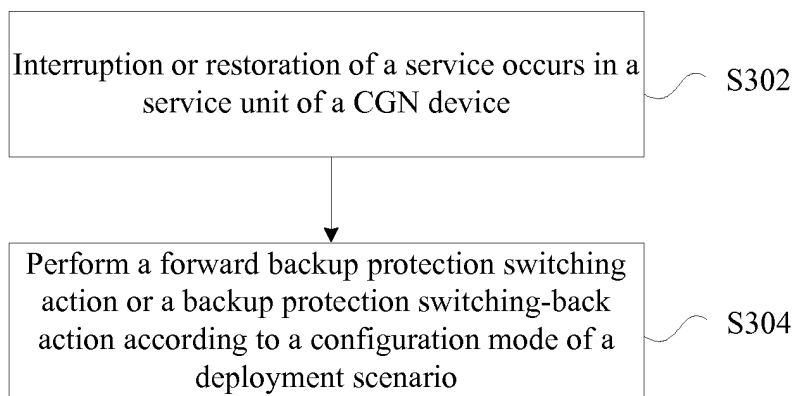 Interruption or restoration of a service occurs in a
service unit of a CGN device
S302
Perform a forward backup protection switching
action or a backup protection switching-back
action according to a configuration mode of a
deployment scenario
S304